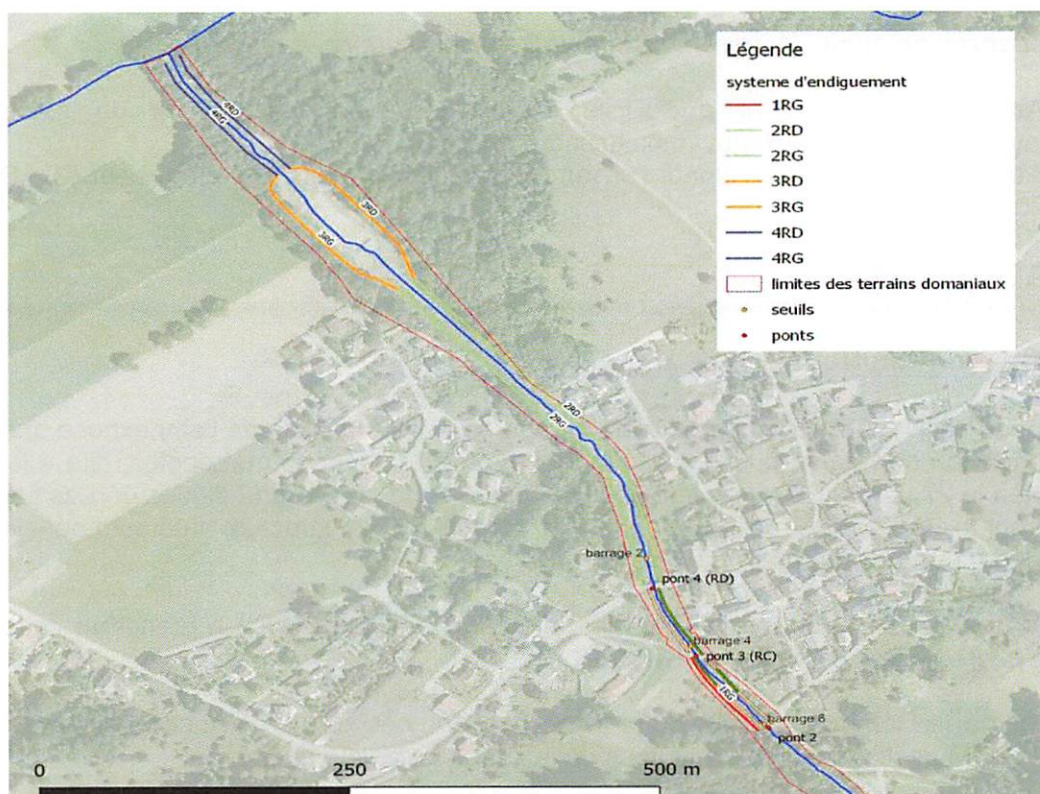 Légende
systeme d'endiguement
1RG
2RD
2RG
3RD
3RG
4RD
4RG
limites des terrains domaniaux
seuils
ponts
4RD
4RG
3RD
3RG
2RD
2RG
barrage 2
pont 4 (RD)
barrage 4
pont 3 (RC)
1RG
barrage 6
pont 2
0 250 500 m